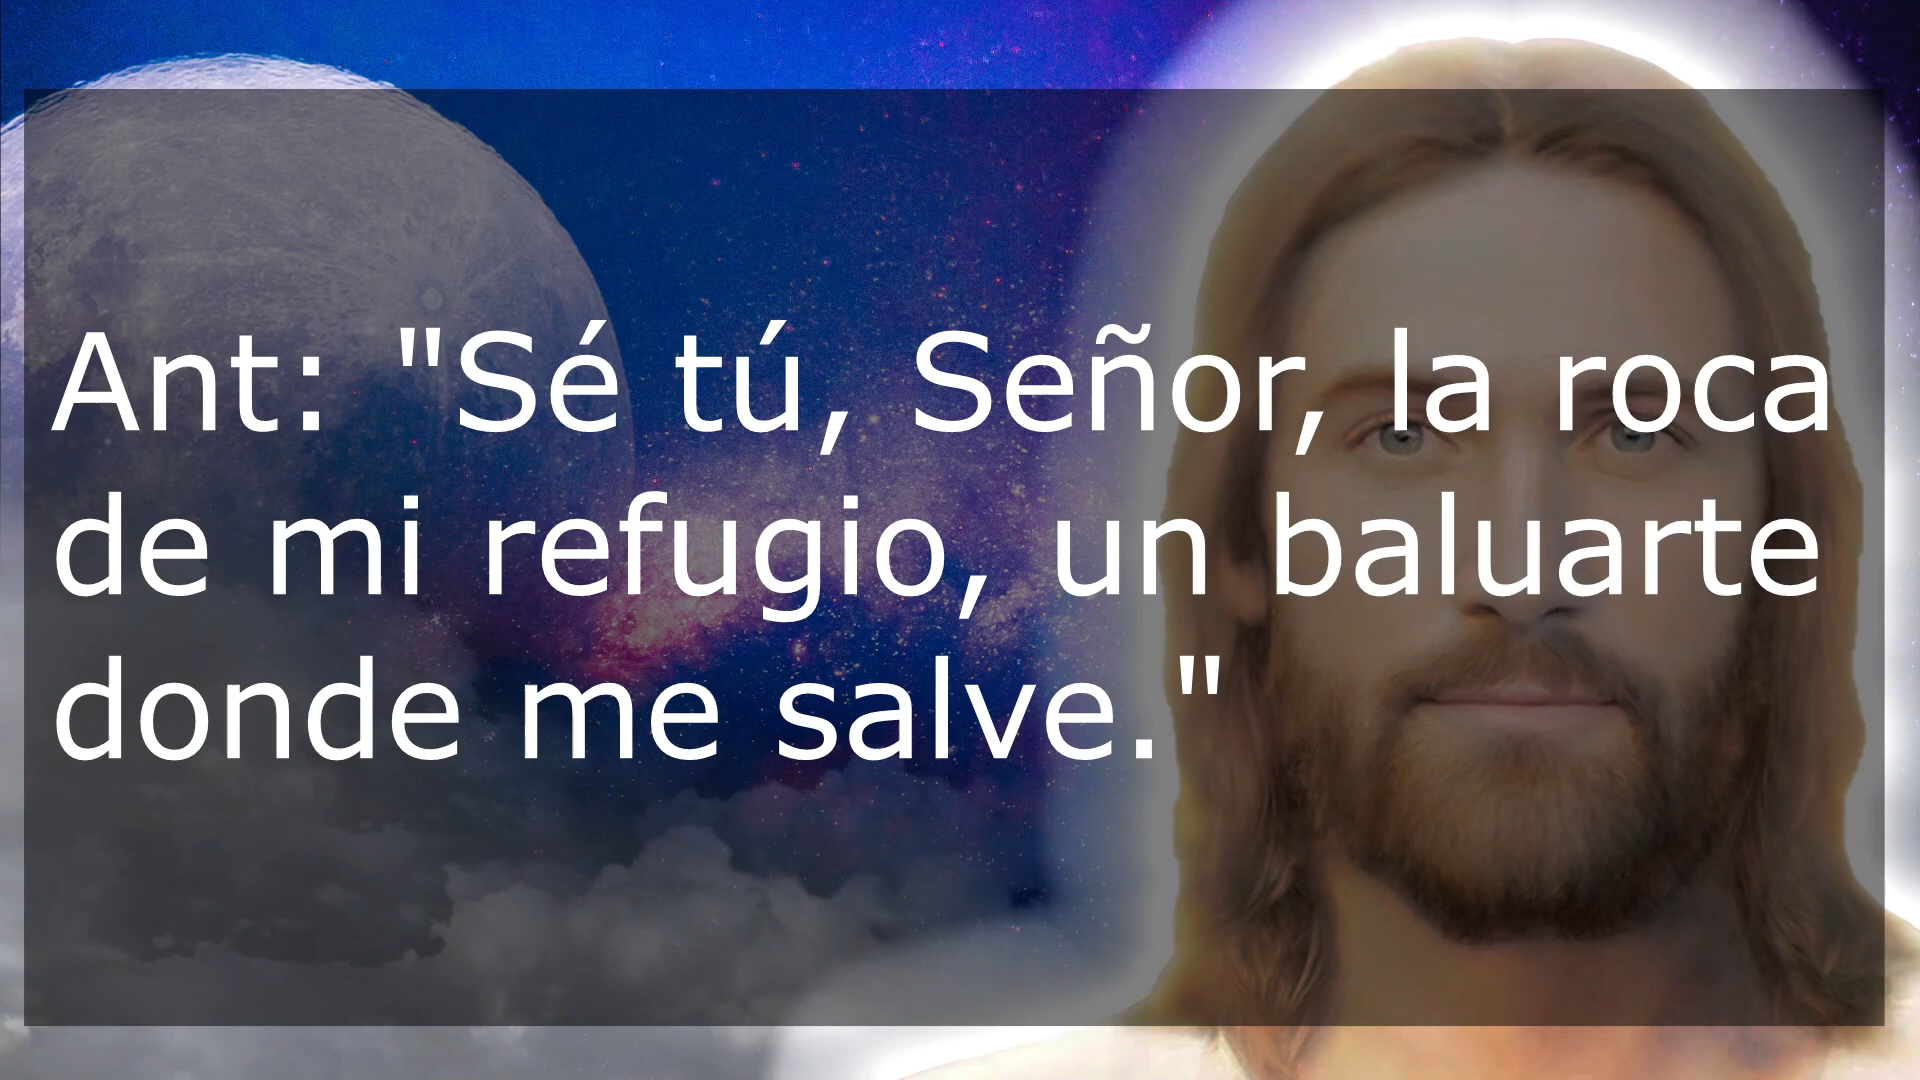 Ant: "Sé tú, Señor, la roca
de mi refugio, un baluarte
donde me salve."